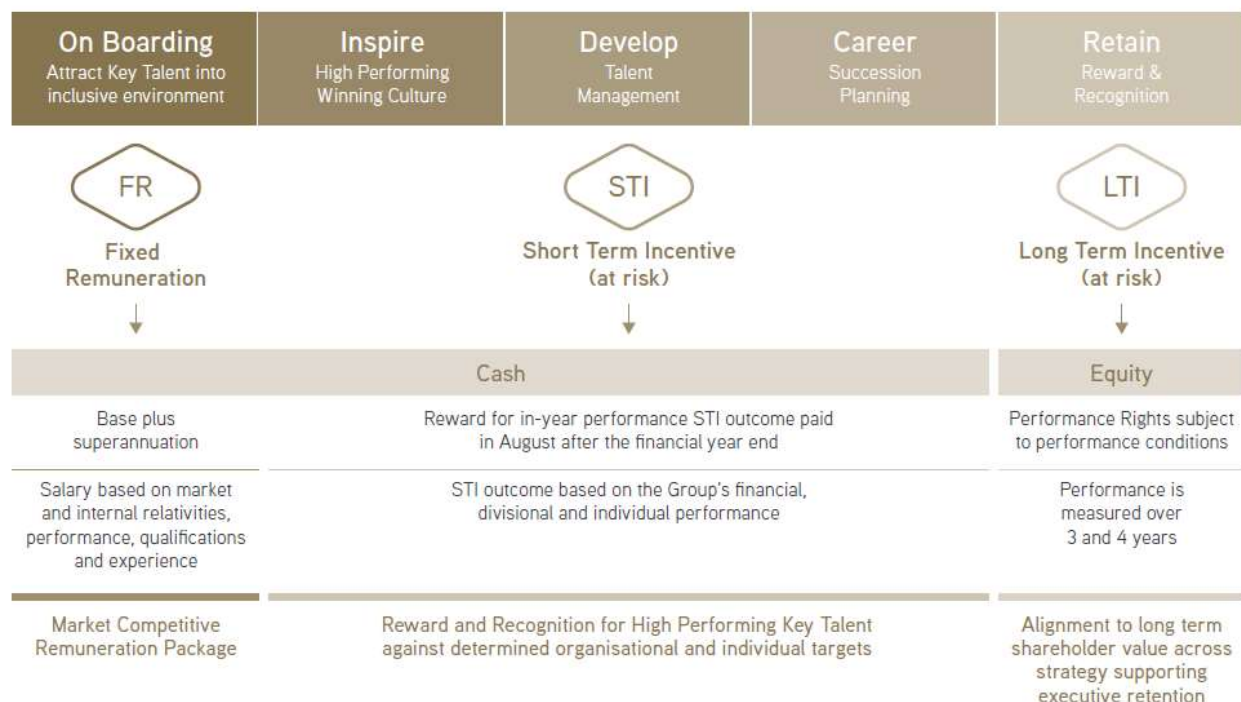 On Boarding
Attract Key Talent into
inclusive environment
Inspire
High Performing
Winning Culture
Develop
Talent
Management
Career
Succession
Planning
Retain
Reward &
Recognition
FR
Fixed
Remuneration
STI
Short Term Incentive
(at risk)
LTI
Long Term Incentive
(at risk)
Cash
Equity
Base plus
superannuation
Reward for in-year performance STI outcome paid
in August after the financial year end
Performance Rights subject
to performance conditions
Salary based on market
and internal relativities,
performance, qualifications
and experience
STI outcome based on the Group's financial,
divisional and individual performance
Performance is
measured over
3 and 4 years
Market Competitive
Remuneration Package
Reward and Recognition for High Performing Key Talent
against determined organisational and individual targets
Alignment to long term
shareholder value across
strategy supporting
executive retention